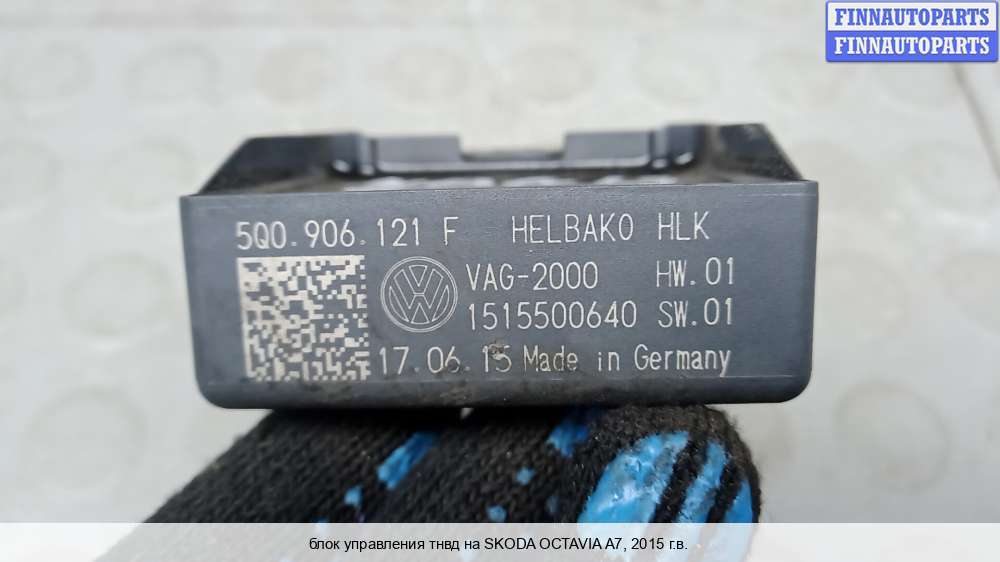 FINNAUTOPARTS
FINNAUTOPARTS
5Q0.906.121 F HELBAKO HLK
VAG-2000 HW.01
1515500640 SW.01
17.06.15 Made in Germany
блок управления тнвд на SKODA OCTAVIA A7, 2015 г.в.